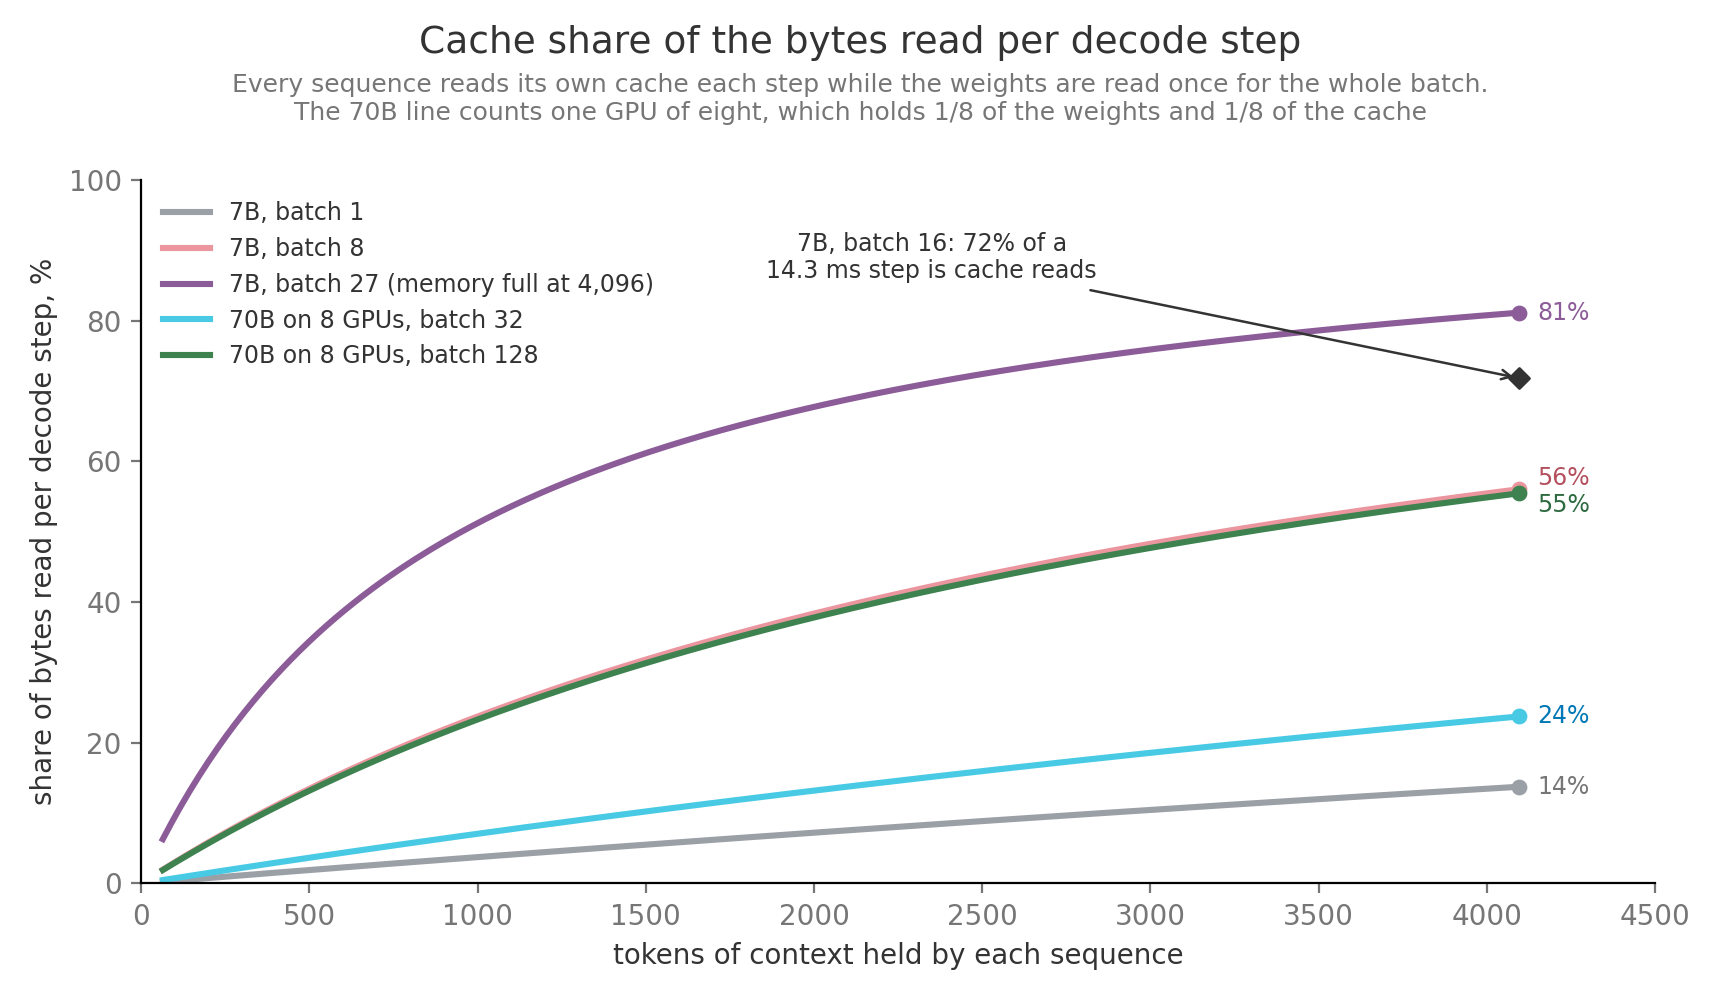 Cache share of the bytes read per decode step
Every sequence reads its own cache each step while the weights are read once for the whole batch.
The 70B line counts one GPU of eight, which holds 1/8 of the weights and 1/8 of the cache
share of bytes read per decode step, %
100
80
60
40
20
0
7B, batch 1
7B, batch 8
7B, batch 27 (memory full at 4,096)
70B on 8 GPUs, batch 32
70B on 8 GPUs, batch 128
7B, batch 16: 72% of a
14.3 ms step is cache reads
81%
56%
55%
24%
14%
0 500 1000 1500 2000 2500 3000 3500 4000 4500
tokens of context held by each sequence